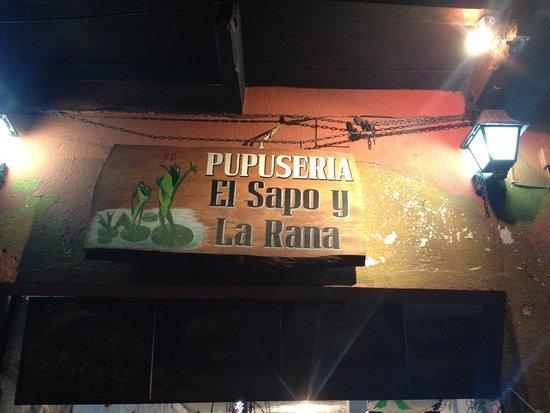 PUPUSERIA
El Sapo y
La Rana